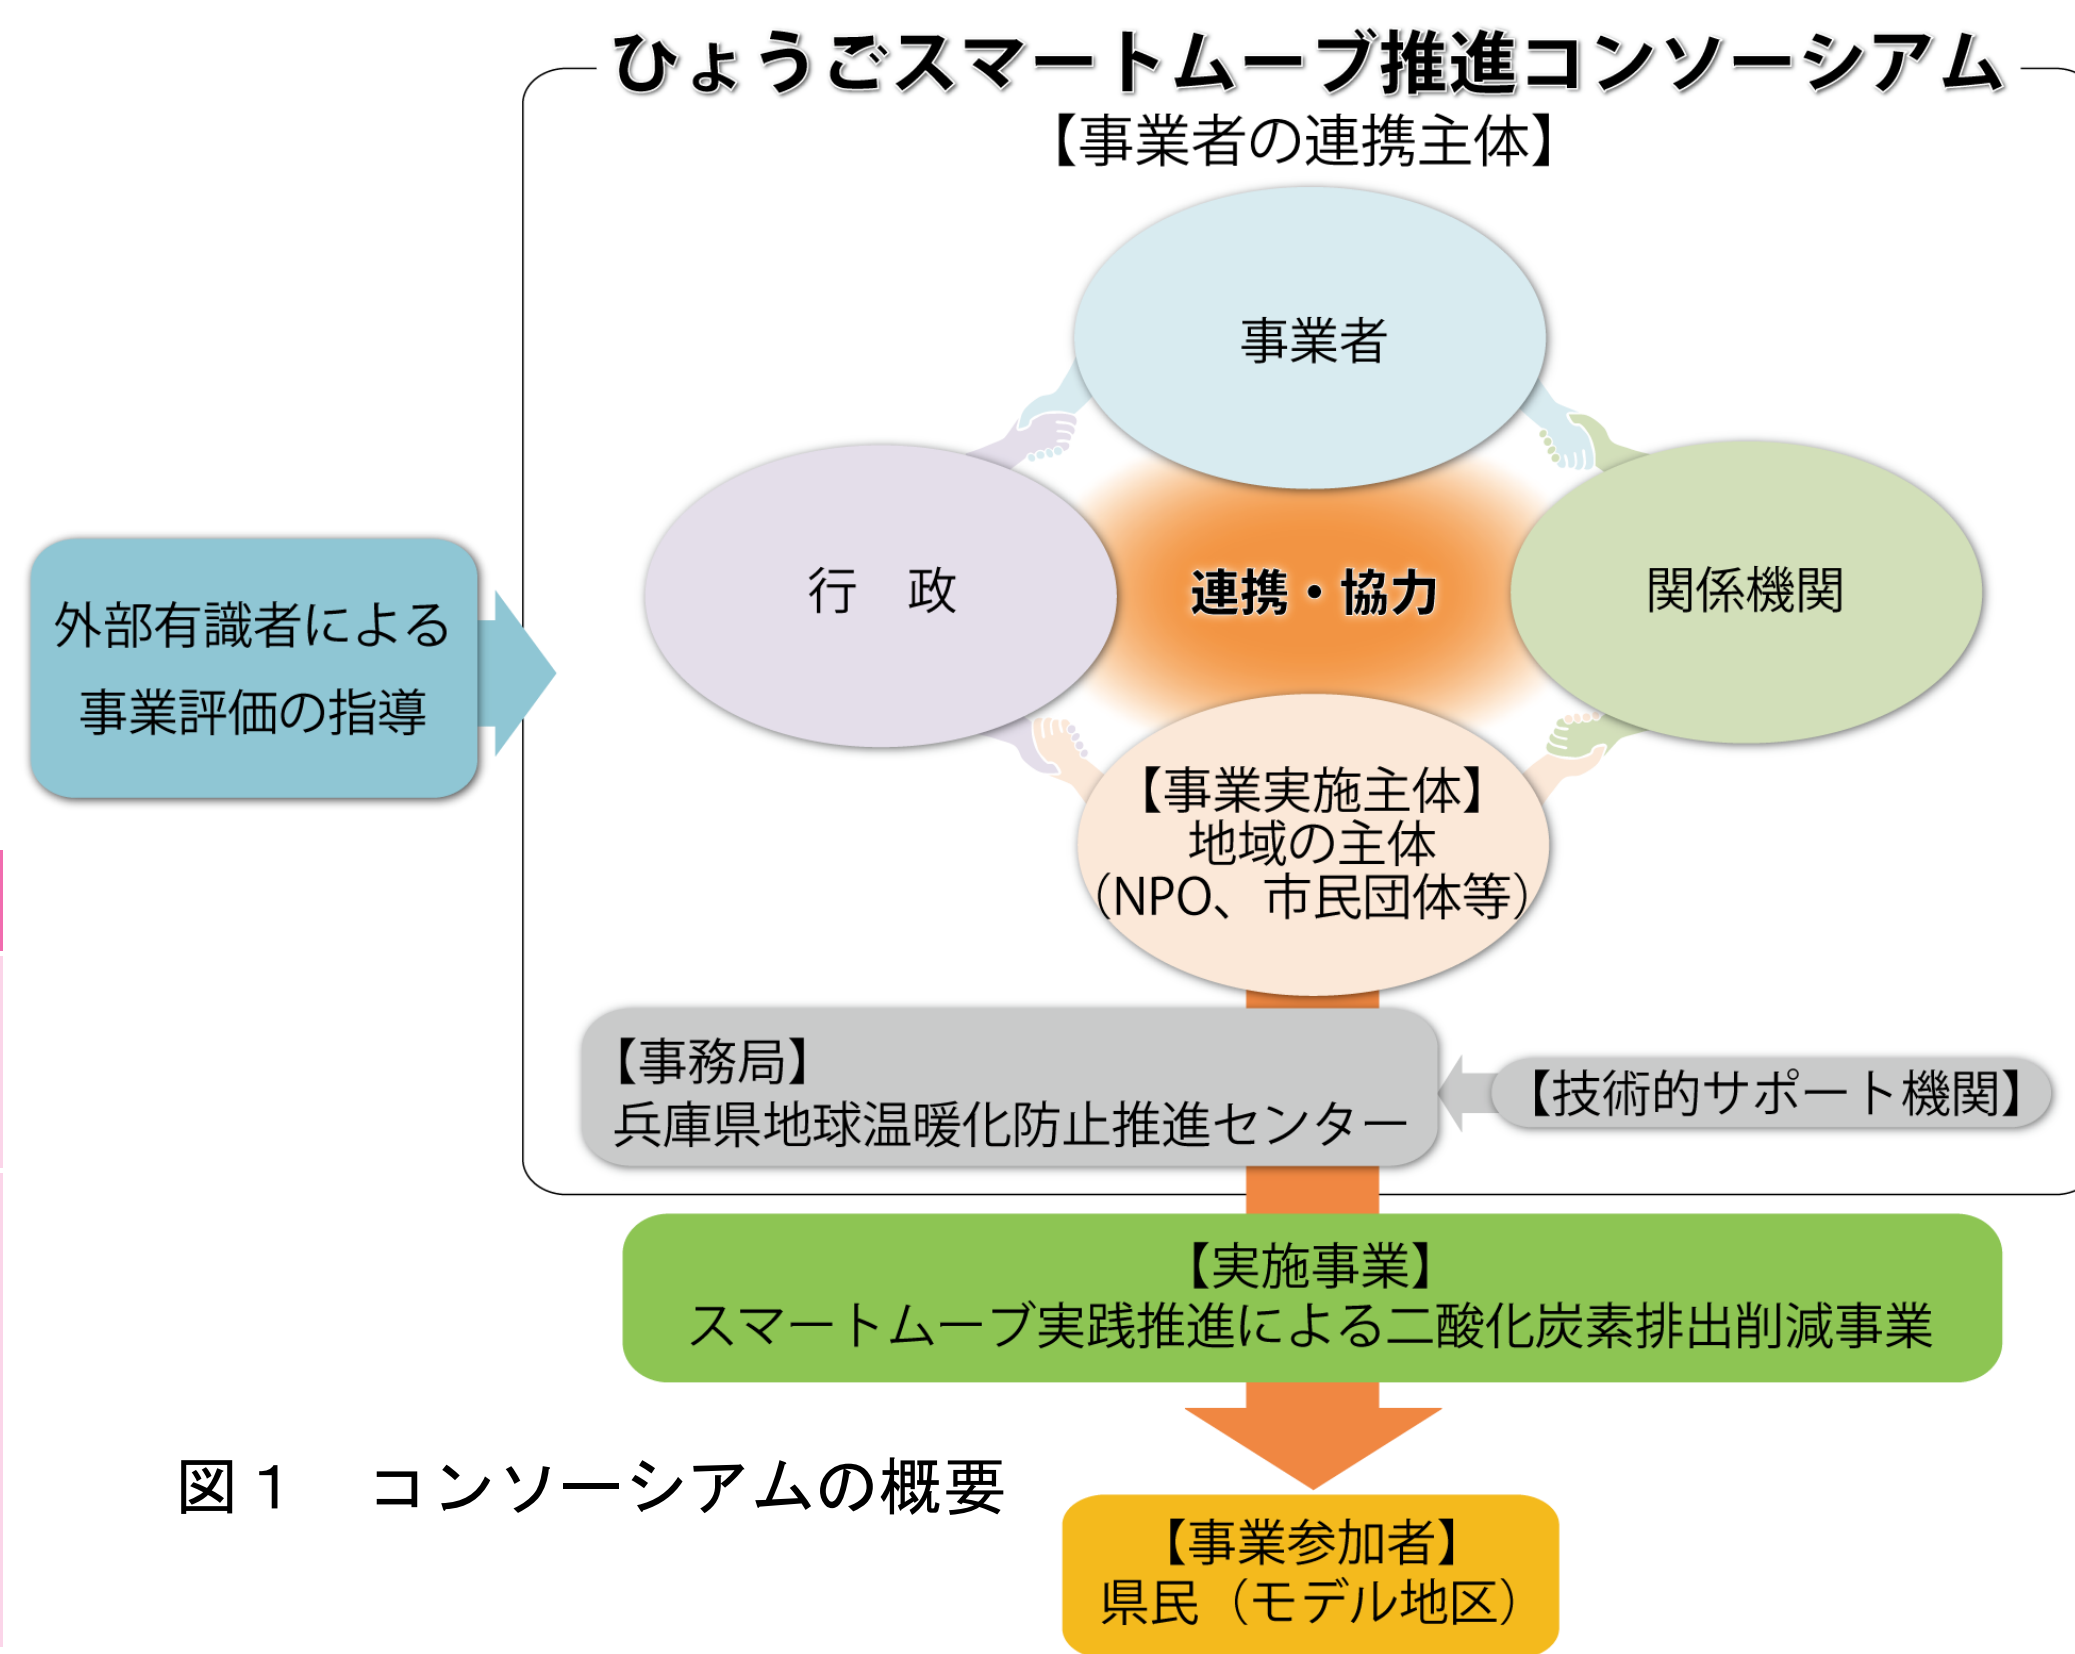 ひょうごスマートムーブ推進コンソーシアム
【事業者の連携主体】
事業者
行　政
連携・協力
関係機関
外部有識者による
事業評価の指導
【事業実施主体】
地域の主体
（NPO、市民団体等）
【事務局】
兵庫県地球温暖化防止推進センター
【技術的サポート機関】
【実施事業】
スマートムーブ実践推進による二酸化炭素排出削減事業
図１　コンソーシアムの概要
【事業参加者】
県民（モデル地区）